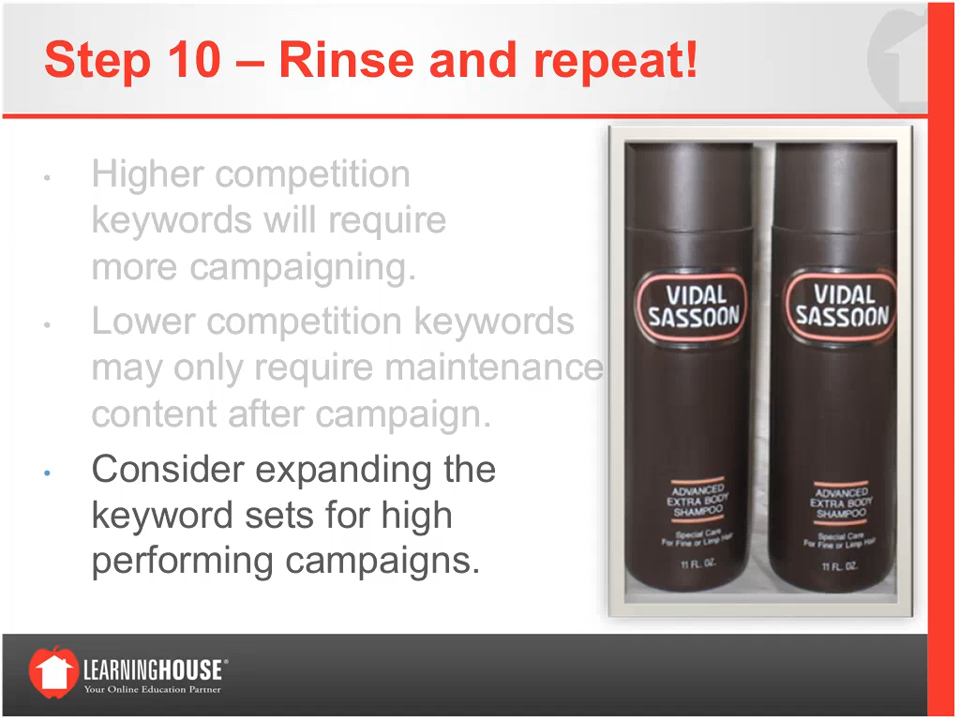 Step 10 – Rinse and repeat!
• Higher competition
keywords will require
more campaigning.
• Lower competition keywords
may only require maintenance
content after campaign.
• Consider expanding the
keyword sets for high
performing campaigns.
VIDAL
SASSOON
ADVANCED
EXTRA BODY
SHAMPOO
Special Care
For Fine or Limp Hair
11 FL. OZ.
VIDAL
SASSOON
ADVANCED
EXTRA BODY
SHAMPOO
Special Care
For Fine or Limp Hair
11 FL. OZ.
LEARNINGHOUSE®
Your Online Education Partner